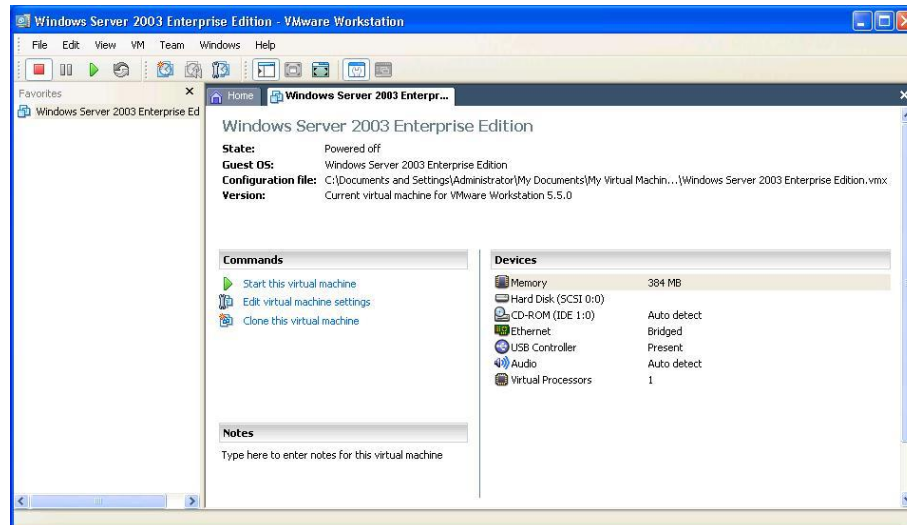 Windows Server 2003 Enterprise Edition - VMware Workstation
File Edit View VM Team Windows Help
Favorites
Windows Server 2003 Enterprise Ed
Home
Windows Server 2003 Enterpr...
Windows Server 2003 Enterprise Edition
State: Powered off
Guest OS: Windows Server 2003 Enterprise Edition
Configuration file: C:\Documents and Settings\Administrator\My Documents\My Virtual Machin...\Windows Server 2003 Enterprise Edition.vmx
Version: Current virtual machine for VMware Workstation 5.5.0
Commands
Start this virtual machine
Edit virtual machine settings
Clone this virtual machine
Devices
Memory 384 MB
Hard Disk (SCSI 0:0)
CD-ROM (IDE 1:0) Auto detect
Ethernet Bridged
USB Controller Present
Audio Auto detect
Virtual Processors 1
Notes
Type here to enter notes for this virtual machine